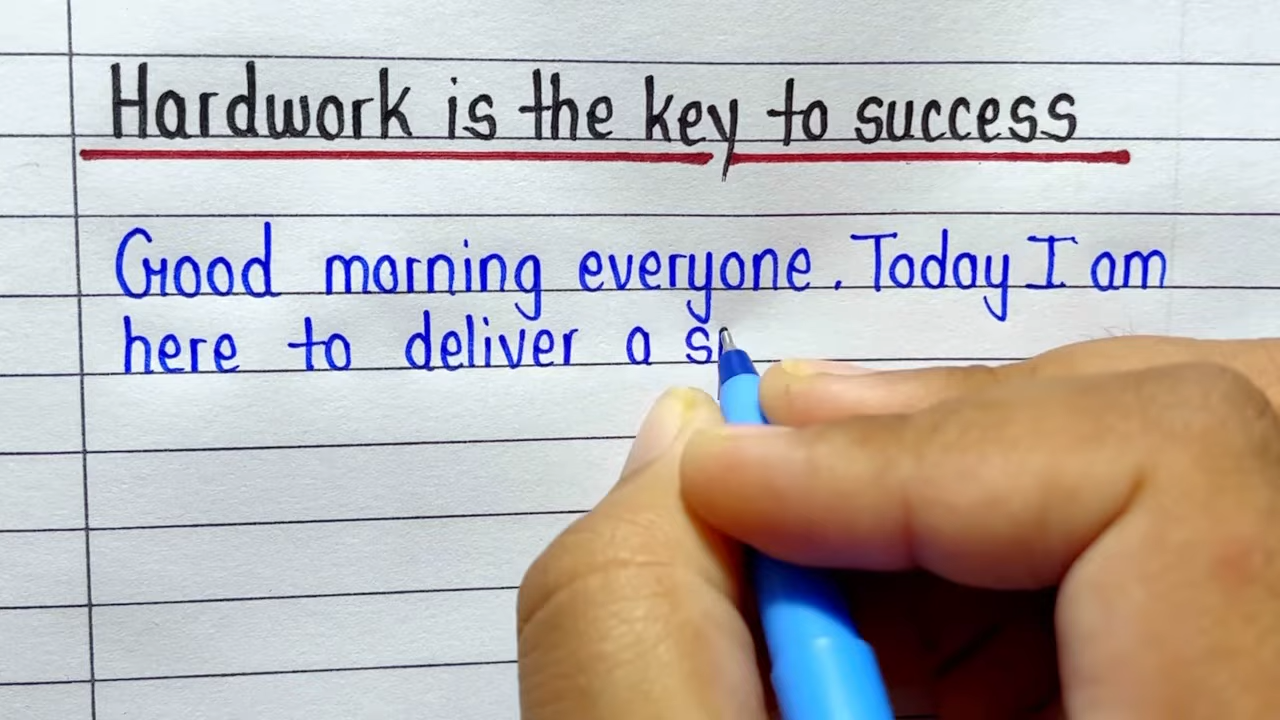 Hardwork is the key to success
Good morning everyone. Today I am
here to deliver a s